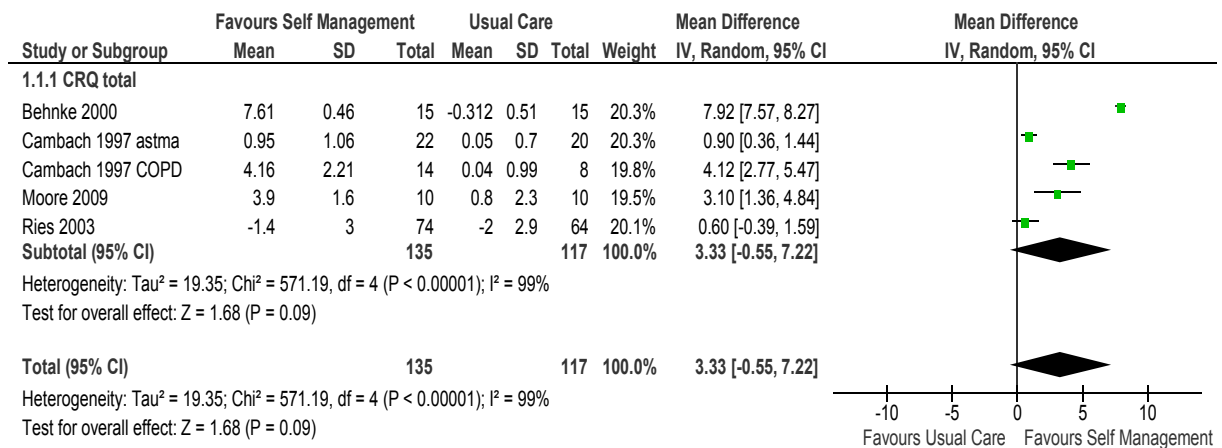 Favours Self Management Usual Care Mean Difference Mean Difference
Study or Subgroup Mean SD Total Mean SD Total Weight IV, Random, 95% CI IV, Random, 95% CI
1.1.1 CRQ total
Behnke 2000 7.61 0.46 15 -0.312 0.51 15 20.3% 7.92 [7.57, 8.27]
Cambach 1997 astma 0.95 1.06 22 0.05 0.7 20 20.3% 0.90 [0.36, 1.44]
Cambach 1997 COPD 4.16 2.21 14 0.04 0.99 8 19.8% 4.12 [2.77, 5.47]
Moore 2009 3.9 1.6 10 0.8 2.3 10 19.5% 3.10 [1.36, 4.84]
Ries 2003 -1.4 3 74 -2 2.9 64 20.1% 0.60 [-0.39, 1.59]
Subtotal (95% CI) 135 117 100.0% 3.33 [-0.55, 7.22]
Heterogeneity: Tau² = 19.35; Chi² = 571.19, df = 4 (P < 0.00001); I² = 99%
Test for overall effect: Z = 1.68 (P = 0.09)
Total (95% CI) 135 117 100.0% 3.33 [-0.55, 7.22]
Heterogeneity: Tau² = 19.35; Chi² = 571.19, df = 4 (P < 0.00001); I² = 99%
Test for overall effect: Z = 1.68 (P = 0.09)
-10 -5 0 5 10
Favours Usual Care Favours Self Management